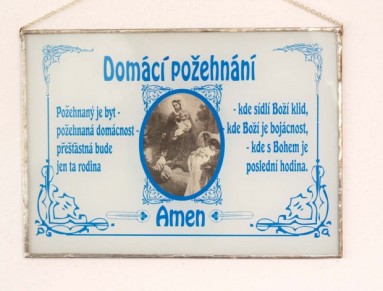 Domácí požehnání
Požehnaný je byt -
požehnaná domácnost -
přešťastná bude
jen ta rodina
- kde sídlí Boží klid,
kde Boží je bojácnost,
- kde s Bohem je
poslední hodina.
Amen